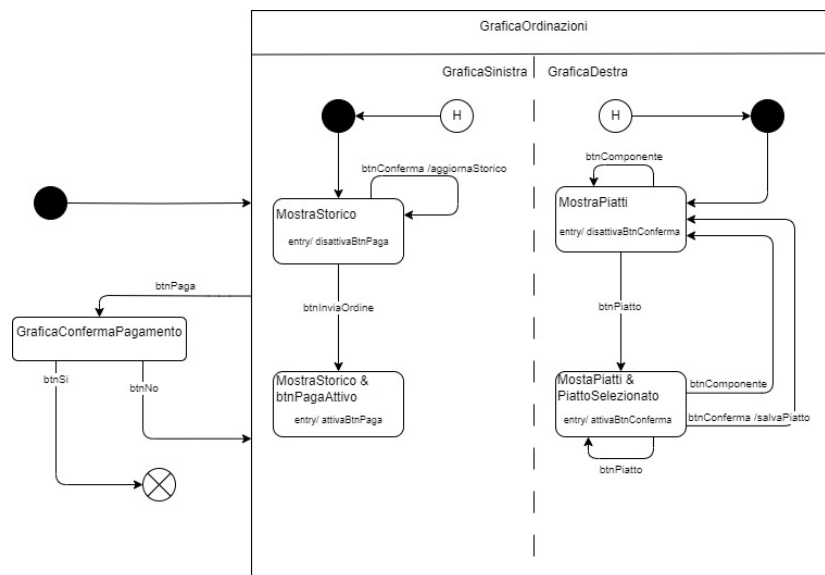 GraficaOrdinazioni
GraficaSinistra
GraficaDestra
H
H
btnConferma /aggiornaStorico
btnComponente
MostraStorico
entry/ disattivaBtnPaga
MostraPiatti
entry/ disattivaBtnConferma
btnPaga
btnInviaOrdine
btnPiatto
GraficaConfermaPagamento
btnSi
btnNo
MostraStorico &
btnPagaAttivo
entry/ attivaBtnPaga
MostaPiatti &
PiattoSelezionato
entry/ attivaBtnConferma
btnComponente
btnConferma /salvaPiatto
btnPiatto